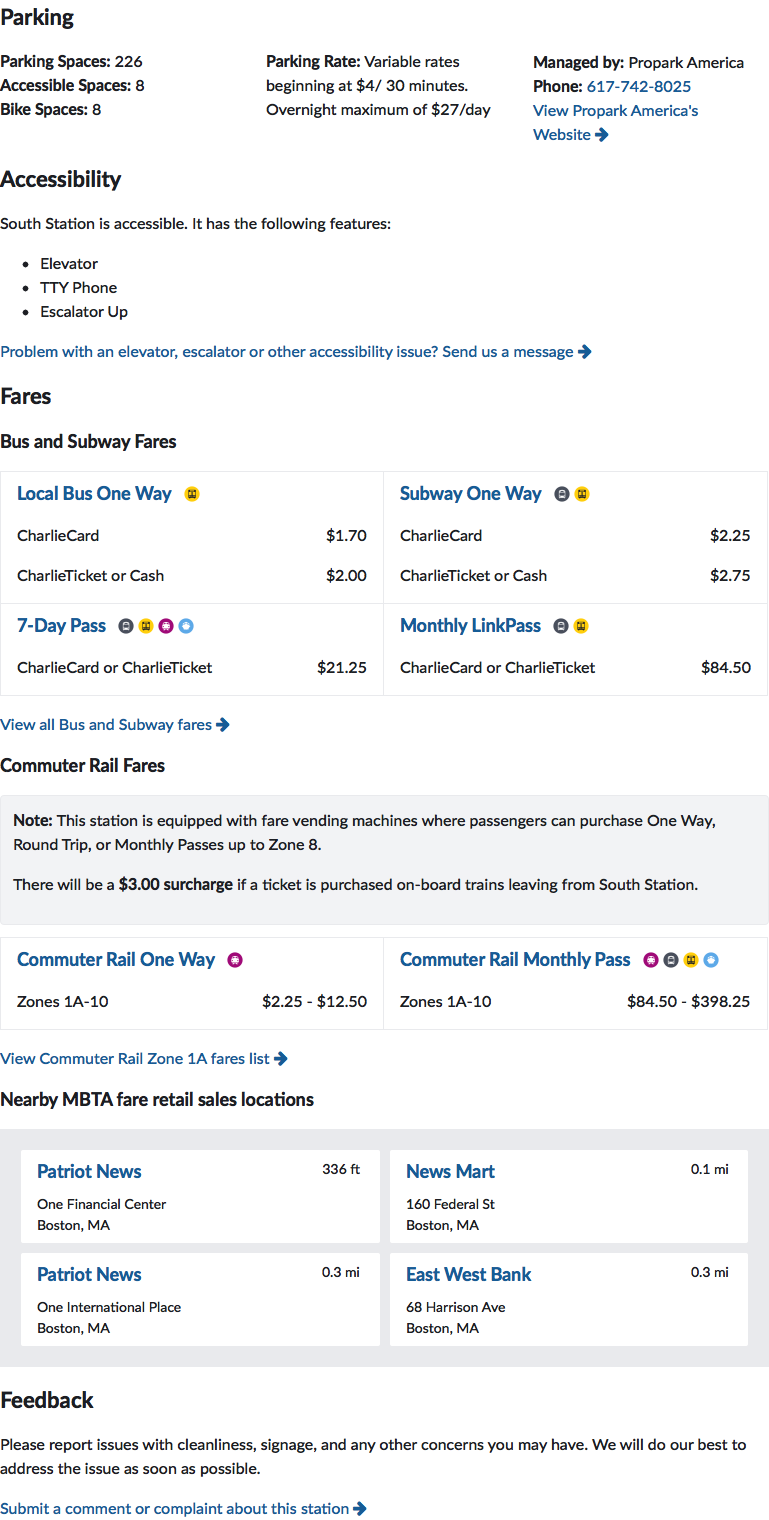 Parking
Parking Spaces: 226
Accessible Spaces: 8
Bike Spaces: 8
Parking Rate: Variable rates
beginning at $4/ 30 minutes.
Overnight maximum of $27/day
Managed by: Propark America
Phone: 617-742-8025
View Propark America's
Website
Accessibility
South Station is accessible. It has the following features:
Elevator
TTY Phone
Escalator Up
Problem with an elevator, escalator or other accessibility issue? Send us a message
Fares
Bus and Subway Fares
Local Bus One Way
CharlieCard $1.70
CharlieTicket or Cash $2.00
Subway One Way
CharlieCard $2.25
CharlieTicket or Cash $2.75
7-Day Pass
CharlieCard or CharlieTicket $21.25
Monthly LinkPass
CharlieCard or CharlieTicket $84.50
View all Bus and Subway fares
Commuter Rail Fares
Note: This station is equipped with fare vending machines where passengers can purchase One Way,
Round Trip, or Monthly Passes up to Zone 8.
There will be a $3.00 surcharge if a ticket is purchased on-board trains leaving from South Station.
Commuter Rail One Way
Zones 1A-10 $2.25 - $12.50
Commuter Rail Monthly Pass
Zones 1A-10 $84.50 - $398.25
View Commuter Rail Zone 1A fares list
Nearby MBTA fare retail sales locations
Patriot News 336 ft
One Financial Center
Boston, MA
News Mart 0.1 mi
160 Federal St
Boston, MA
Patriot News 0.3 mi
One International Place
Boston, MA
East West Bank 0.3 mi
68 Harrison Ave
Boston, MA
Feedback
Please report issues with cleanliness, signage, and any other concerns you may have. We will do our best to
address the issue as soon as possible.
Submit a comment or complaint about this station